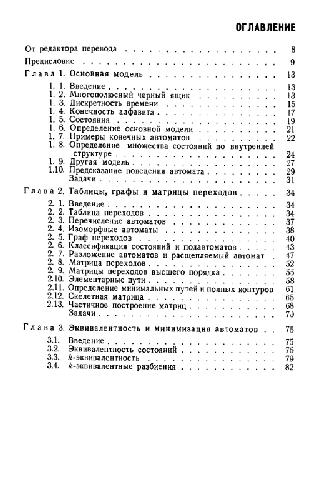 ОГЛАВЛЕНИЕ
От редактора перевода . . . . . . . . . . . . . 8
Предисловие . . . . . . . . . . . . . . . . . . 9
Глава 1. Основная модель . . . . . . . . . . . . 13
1. 1. Введение . . . . . . . . . . . . . . . . . 13
1. 2. Многополюсный черный ящик . . . . . . . . . 13
1. 3. Дискретность времени . . . . . . . . . . . 15
1. 4. Конечность алфавита . . . . . . . . . . . . 17
1. 5. Состояния . . . . . . . . . . . . . . . . . 19
1. 6. Определение основной модели . . . . . . . . 21
1. 7. Примеры конечных автоматов . . . . . . . . 22
1. 8. Определение множества состояний по внутренней
структуре . . . . . . . . . . . . . . . . . 24
1. 9. Другая модель . . . . . . . . . . . . . . . 27
1.10. Предсказание поведения автомата . . . . . . 29
Задачи . . . . . . . . . . . . . . . . . . 31
Глава 2. Таблицы, графы и матрицы переходов . . . 34
2. 1. Введение . . . . . . . . . . . . . . . . . 34
2. 2. Таблица переходов . . . . . . . . . . . . . 34
2. 3. Перечисление автоматов . . . . . . . . . . 37
2. 4. Изоморфные автоматы . . . . . . . . . . . . 38
2. 5. Граф переходов . . . . . . . . . . . . . . 40
2. 6. Классификация состояний и подавтоматов . . 43
2. 7. Разложение автоматов и расщепляемый автомат 47
2. 8. Матрица переходов . . . . . . . . . . . . . 52
2. 9. Матрицы переходов высшего порядка . . . . . 55
2.10. Элементарные пути . . . . . . . . . . . . . 58
2.11. Определение минимальных путей и полных контуров 61
2.12. Скелетная матрица . . . . . . . . . . . . . 65
2.13. Частичное построение матриц . . . . . . . . 68
Задачи . . . . . . . . . . . . . . . . . . 70
Глава 3. Эквивалентность и минимизация автоматов . . 75
3.1. Введение . . . . . . . . . . . . . . . . . 75
3.2. Эквивалентность состояний . . . . . . . . . 76
3.3. k-эквивалентность . . . . . . . . . . . . . 79
3.4. k-эквивалентные разбиения . . . . . . . . . 82